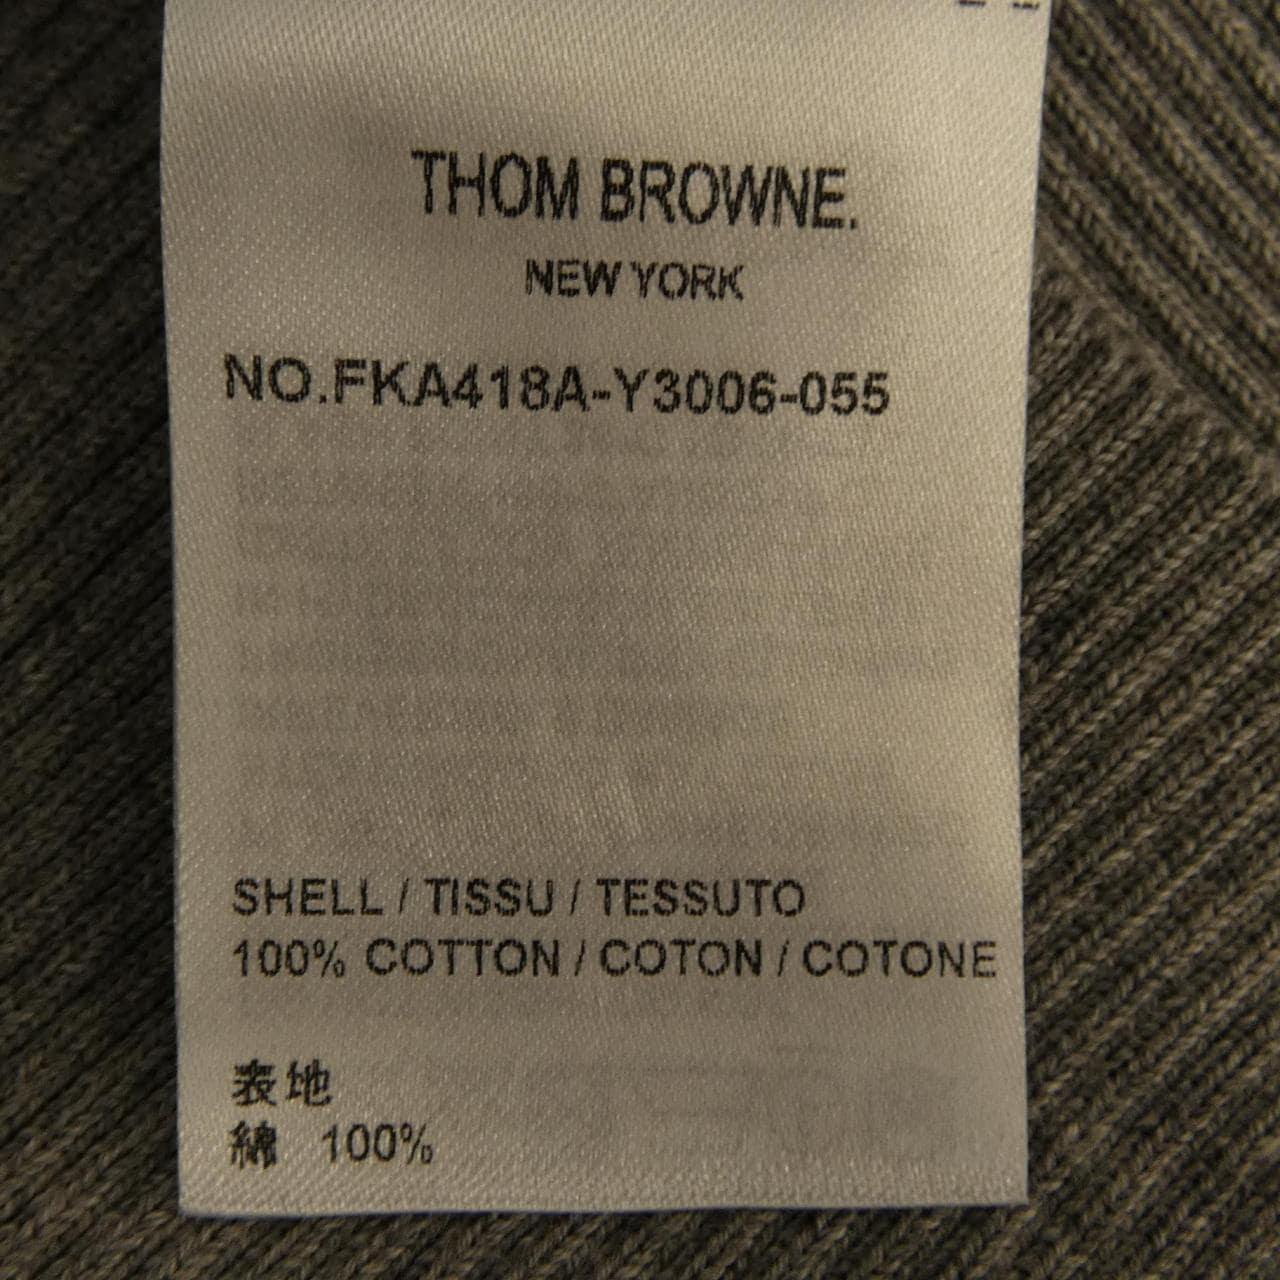 THOM BROWNE.
NEW YORK
NO.FKA418A-Y3006-055
SHELL / TISSU / TESSUTO
100% COTTON / COTON / COTONE
表地
綿 100%